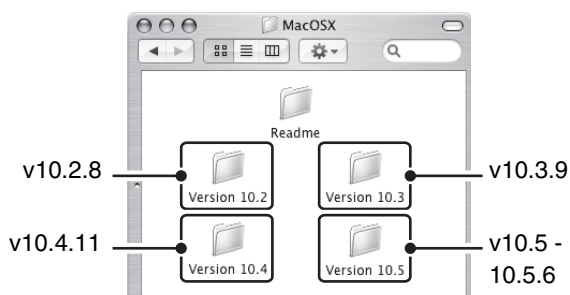 MacOSX
Readme
v10.2.8
Version 10.2
Version 10.3
v10.3.9
v10.4.11
Version 10.4
Version 10.5
v10.5 -
10.5.6